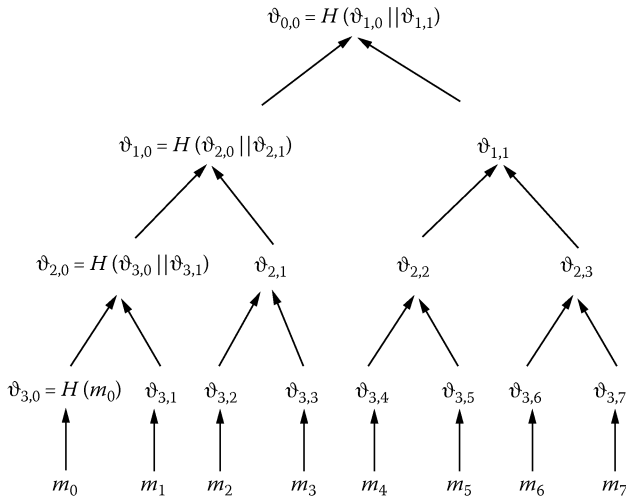 ϑ0,0 = H (ϑ1,0 ||ϑ1,1)
ϑ1,0 = H (ϑ2,0 ||ϑ2,1) ϑ1,1
ϑ2,0 = H (ϑ3,0 ||ϑ3,1) ϑ2,1 ϑ2,2 ϑ2,3
ϑ3,0 = H (m0) ϑ3,1 ϑ3,2 ϑ3,3 ϑ3,4 ϑ3,5 ϑ3,6 ϑ3,7
m0 m1 m2 m3 m4 m5 m6 m7